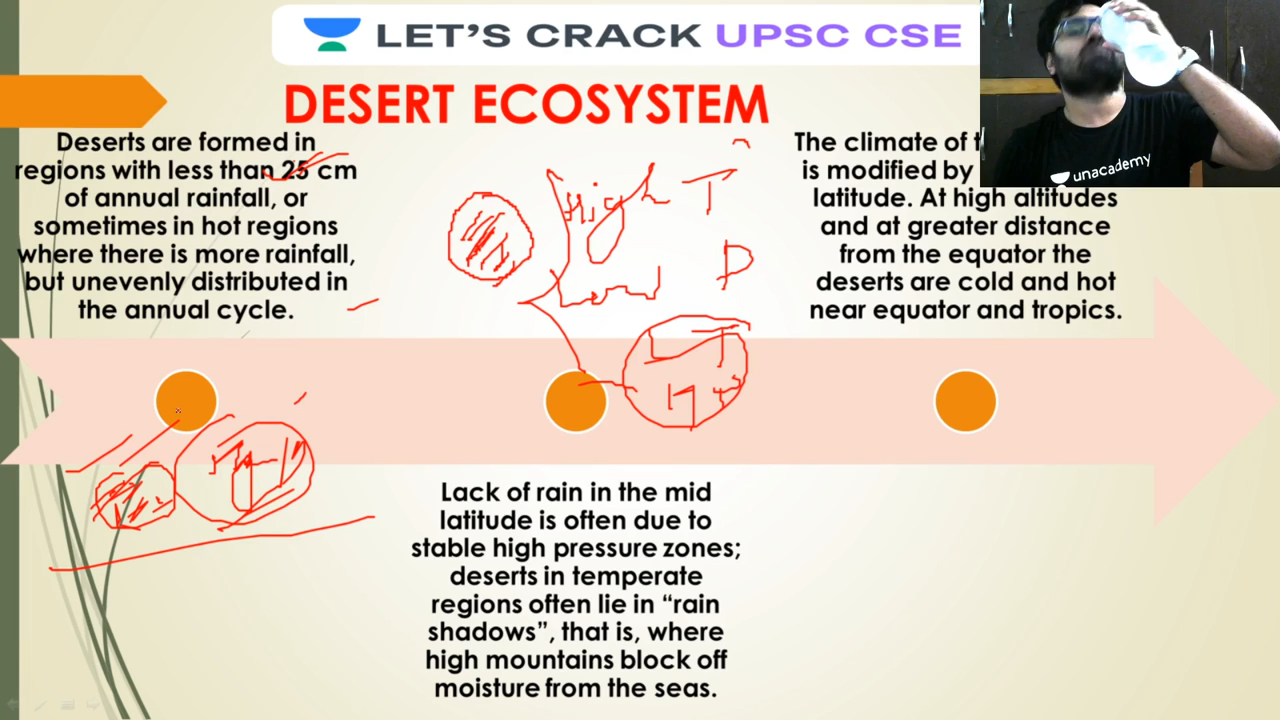 LET'S CRACK UPSC CSE
DESERT ECOSYSTEM
Deserts are formed in
regions with less than 25 cm
of annual rainfall, or
sometimes in hot regions
where there is more rainfall,
but unevenly distributed in
the annual cycle.
High T
P
Lack of rain in the mid
latitude is often due to
stable high pressure zones;
deserts in temperate
regions often lie in “rain
shadows”, that is, where
high mountains block off
moisture from the seas.
The climate of
is modified by
latitude. At high altitudes
and at greater distance
from the equator the
deserts are cold and hot
near equator and tropics.
unacademy